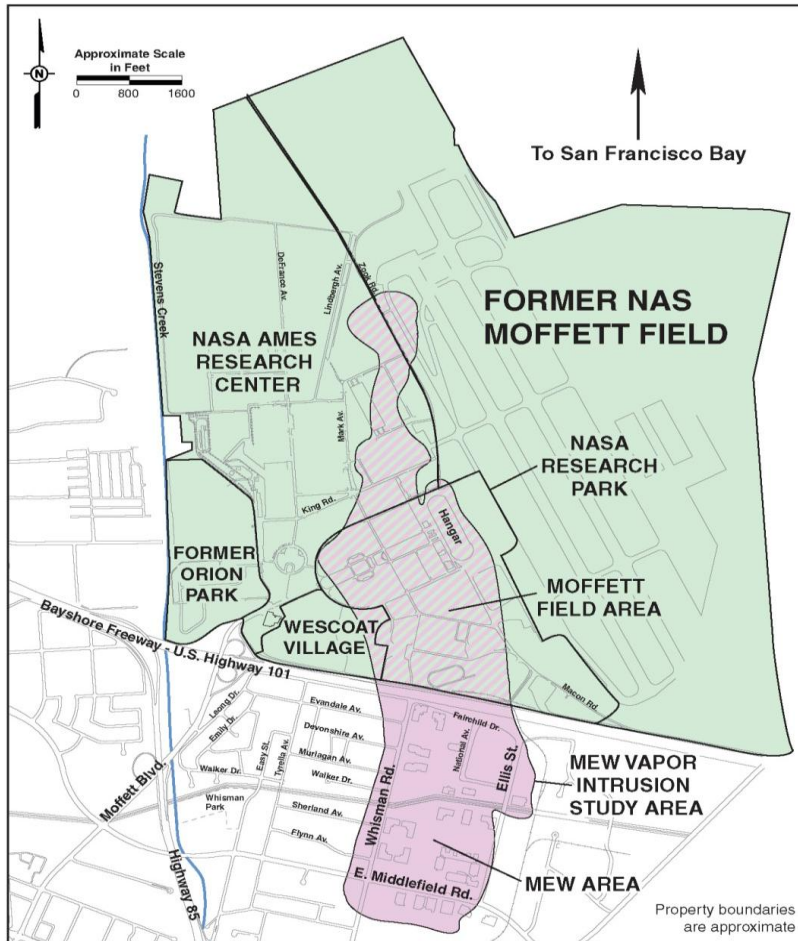 Approximate Scale
in Feet
0 800 1600
N
To San Francisco Bay
Stevens Creek
DeFrance Av.
Lindbergh Av.
Zook Rd.
FORMER NAS
MOFFETT FIELD
NASA AMES
RESEARCH
CENTER
Mark Av.
NASA
RESEARCH
PARK
King Rd.
Hangar
FORMER
ORION
PARK
MOFFETT
FIELD AREA
WESCOAT
VILLAGE
Bayshore Freeway - U.S. Highway 101
Macon Rd.
Leong Dr.
Evandale Av.
Fairchild Dr.
Emily Dr.
Easy St.
Tyrella Av.
Devonshire Av.
National Av.
Ellis St.
MEW VAPOR
INTRUSION
STUDY AREA
Murlagan Av.
Moffett Blvd.
Walker Dr.
Walker Dr.
Whisman Rd.
Whisman
Park
Sherland Av.
Flynn Av.
Highway 85
E. Middlefield Rd.
MEW AREA
Property boundaries
are approximate